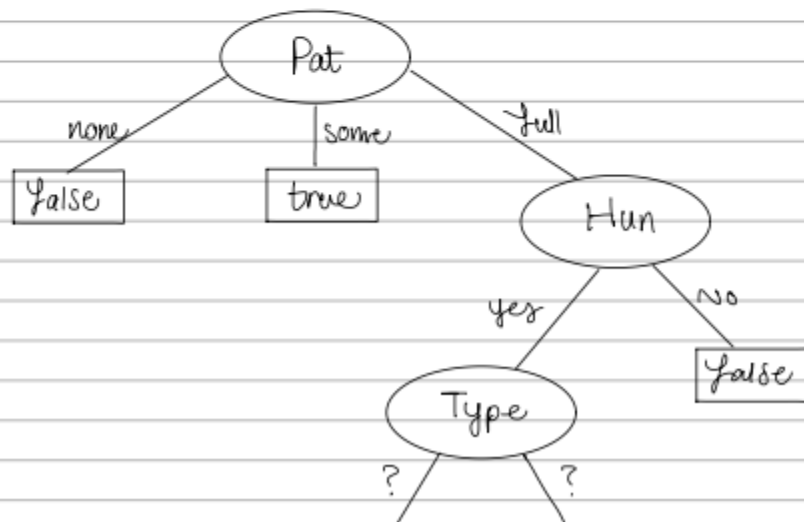 Pat
none some full
false true
Hun
yes No
false
Type
? ?